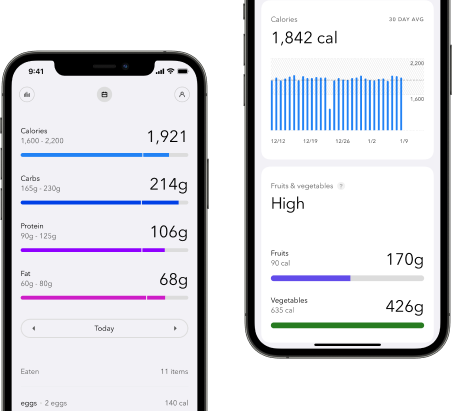 9:41
Calories
1,600 - 2,200
1,921
Carbs
165g - 230g
214g
Protein
90g - 125g
106g
Fat
60g - 80g
68g
Today
Eaten
11 items
eggs · 2 eggs
140 cal
Calories
30 DAY AVG
1,842 cal
2,200
1,600
12/12 12/19 12/26 1/2 1/9
Fruits & vegetables ?
High
Fruits
90 cal
170g
Vegetables
635 cal
426g